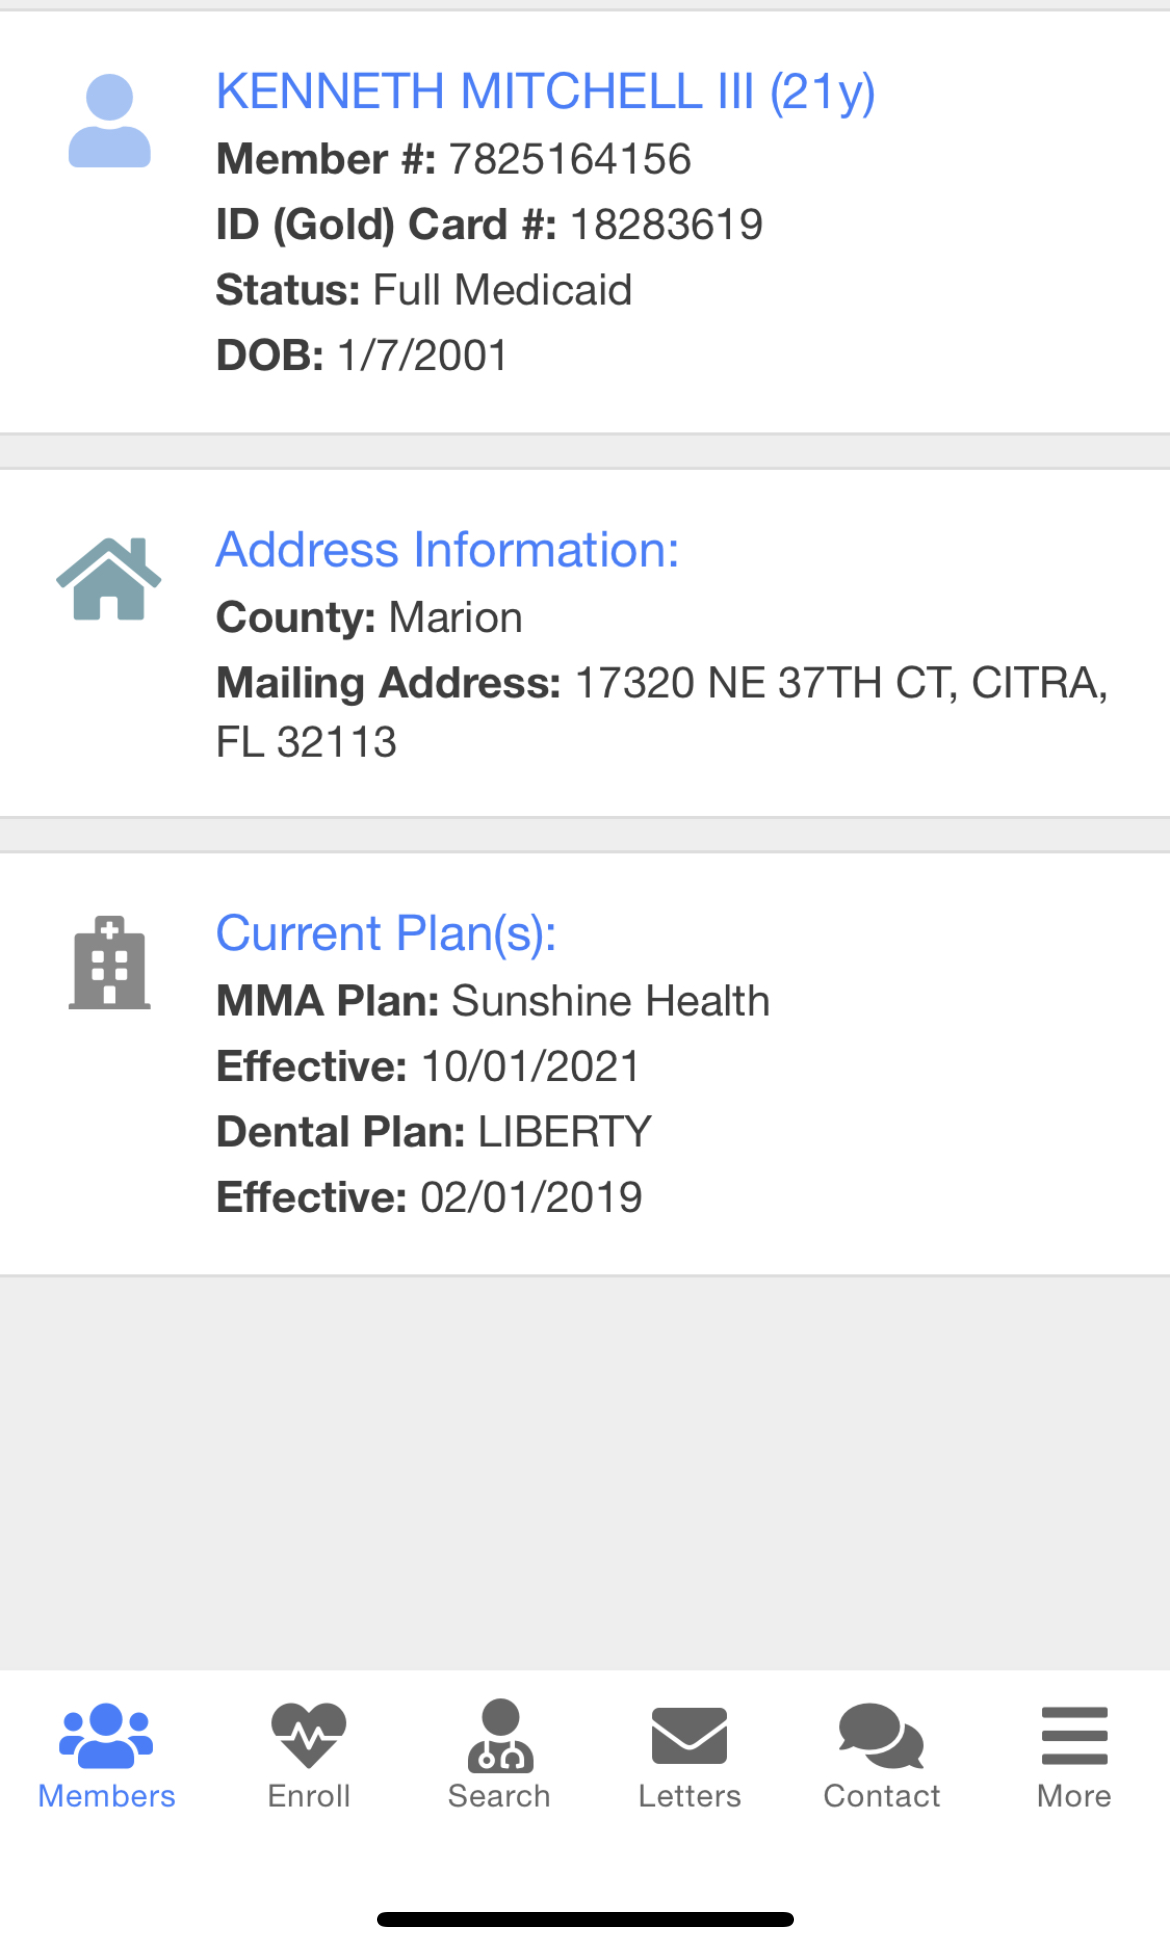 KENNETH MITCHELL III (21y)
Member #: 7825164156
ID (Gold) Card #: 18283619
Status: Full Medicaid
DOB: 1/7/2001
Address Information:
County: Marion
Mailing Address: 17320 NE 37TH CT, CITRA,
FL 32113
Current Plan(s):
MMA Plan: Sunshine Health
Effective: 10/01/2021
Dental Plan: LIBERTY
Effective: 02/01/2019
Members Enroll Search Letters Contact More